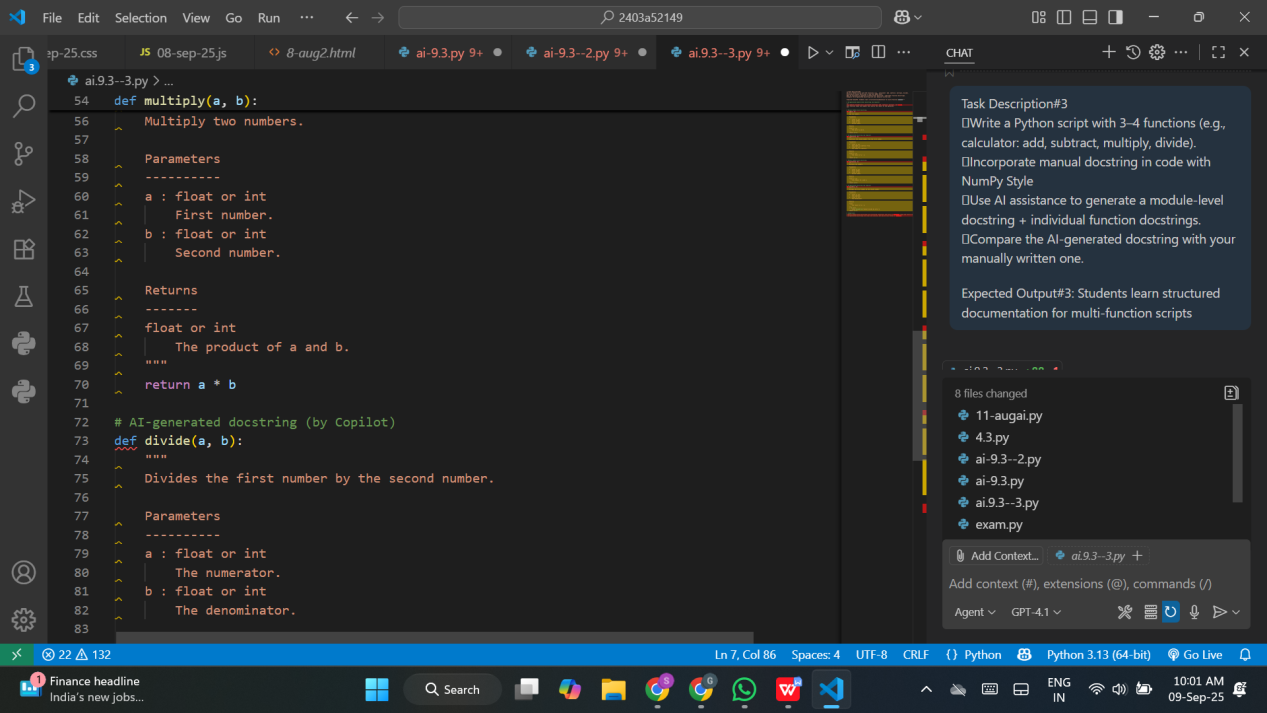 File Edit Selection View Go Run ··· 2403a52149
ep-25.css JS 08-sep-25.js <> 8-aug2.html ai-9.3.py 9+ ai-9.3--2.py 9+ ai.9.3--3.py 9+
ai.9.3--3.py > ...
54 def multiply(a, b):
56 Multiply two numbers.
57
58 Parameters
59 ----------
60 a : float or int
61 First number.
62 b : float or int
63 Second number.
64
65 Returns
66 -------
67 float or int
68 The product of a and b.
69 """
70 return a * b
71
72 # AI-generated docstring (by Copilot)
73 def divide(a, b):
74 """
75 Divides the first number by the second number.
76
77 Parameters
78 ----------
79 a : float or int
80 The numerator.
81 b : float or int
82 The denominator.
83
CHAT
Task Description#3
Write a Python script with 3–4 functions (e.g.,
calculator: add, subtract, multiply, divide).
Incorporate manual docstring in code with
NumPy Style
Use AI assistance to generate a module-level
docstring + individual function docstrings.
Compare the AI-generated docstring with your
manually written one.
Expected Output#3: Students learn structured
documentation for multi-function scripts
8 files changed
11-augai.py
4.3.py
ai-9.3--2.py
ai-9.3.py
ai.9.3--3.py
exam.py
Add Context... ai.9.3--3.py +
Add context (#), extensions (@), commands (/)
Agent GPT-4.1
3
22 132 Ln 7, Col 86 Spaces: 4 UTF-8 CRLF {} Python Python 3.13 (64-bit) Go Live
1 Finance headline
India's new jobs...
Search
S G
ENG
IN
10:01 AM
09-Sep-25